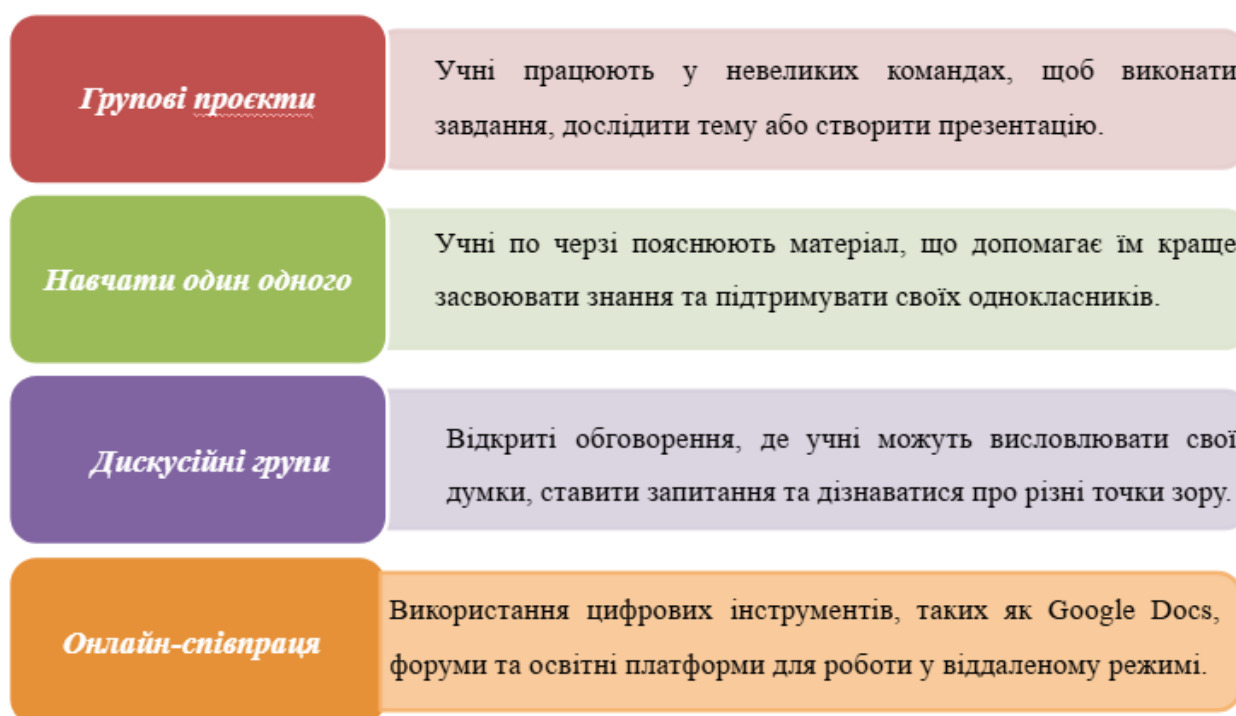 Групові проєкти
Учні працюють у невеликих командах, щоб виконати
завдання, дослідити тему або створити презентацію.
Навчати один одного
Учні по черзі пояснюють матеріал, що допомагає їм краще
засвоювати знання та підтримувати своїх однокласників.
Дискусійні групи
Відкриті обговорення, де учні можуть висловлювати свої
думки, ставити запитання та дізнаватися про різні точки зору.
Онлайн-співпраця
Використання цифрових інструментів, таких як Google Docs,
форуми та освітні платформи для роботи у віддаленому режимі.